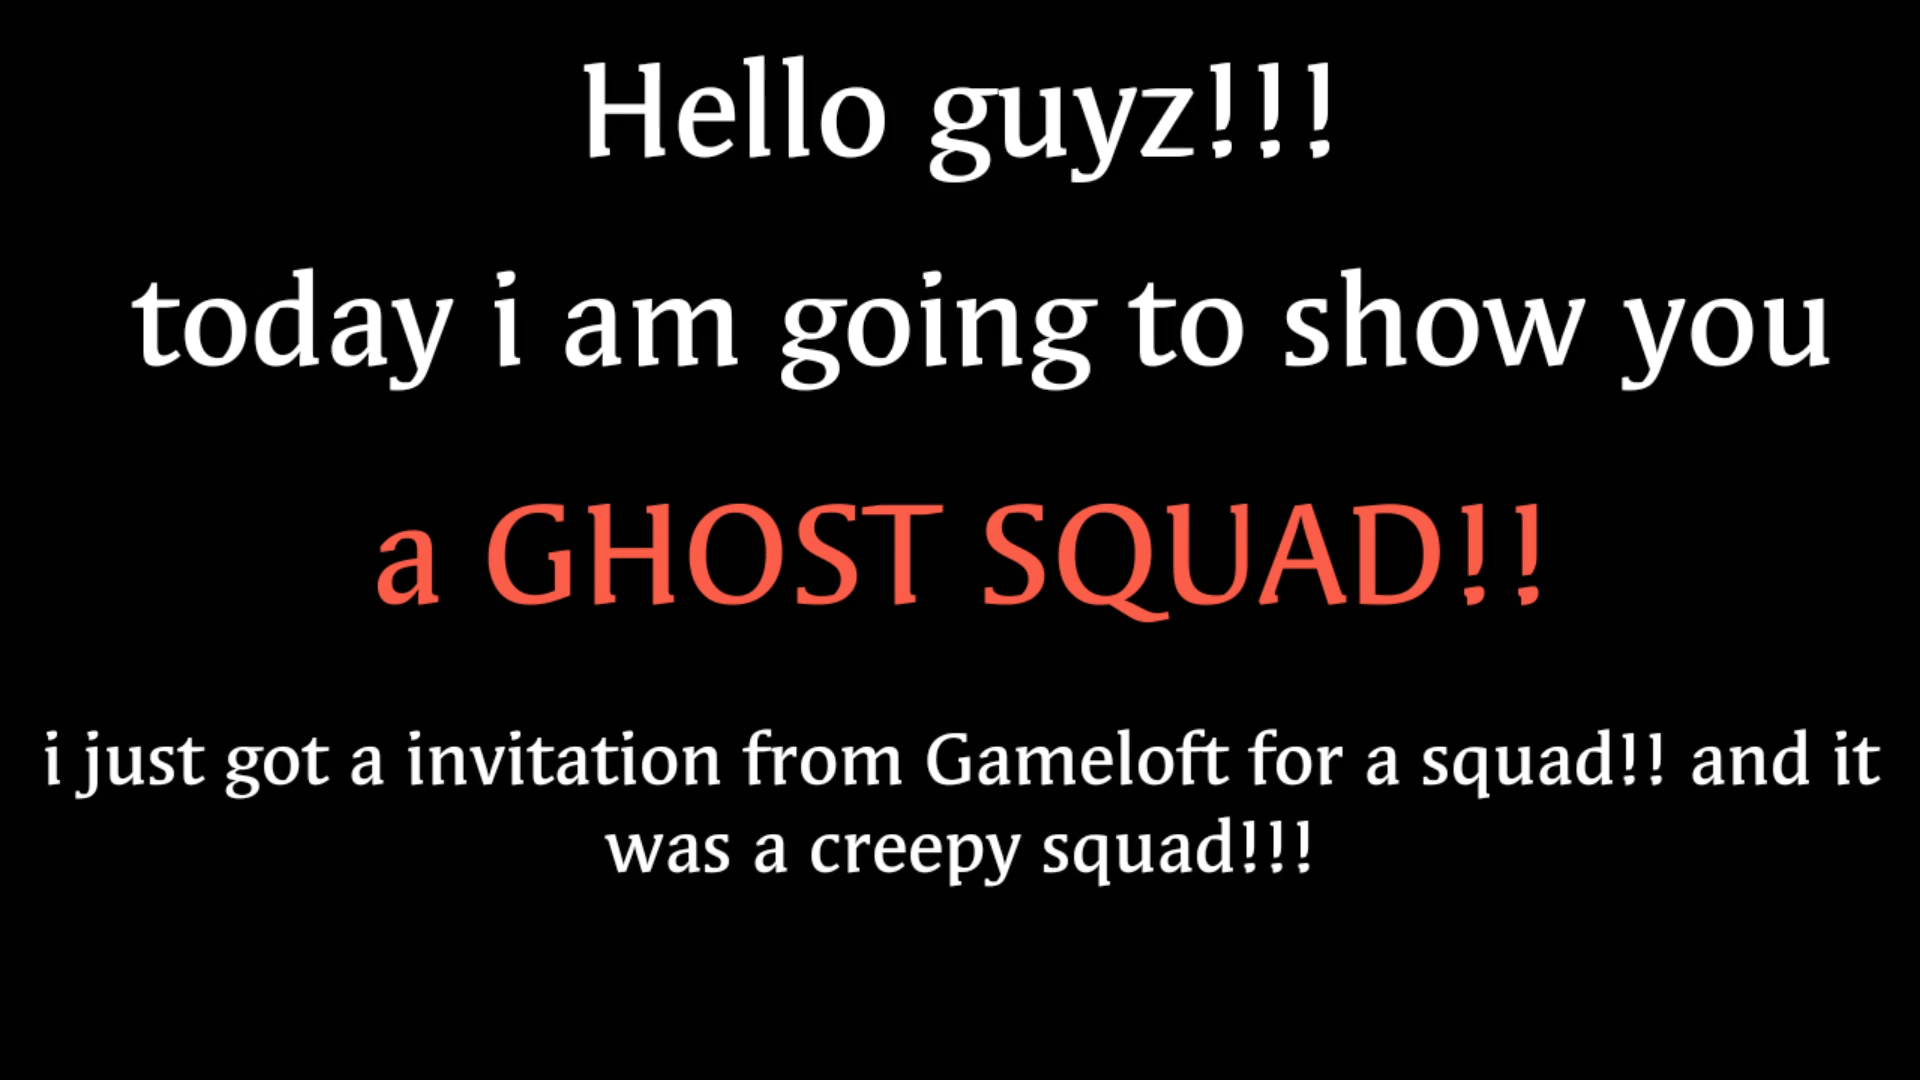 Hello guyz!!!
today i am going to show you
a GHOST SQUAD!!
i just got a invitation from Gameloft for a squad!! and it
was a creepy squad!!!